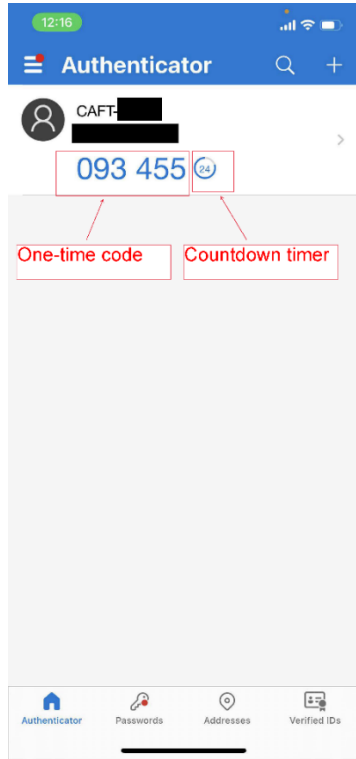 12:16
Authenticator
CAFT-
093 455 24
One-time code Countdown timer
Authenticator Passwords Addresses Verified IDs